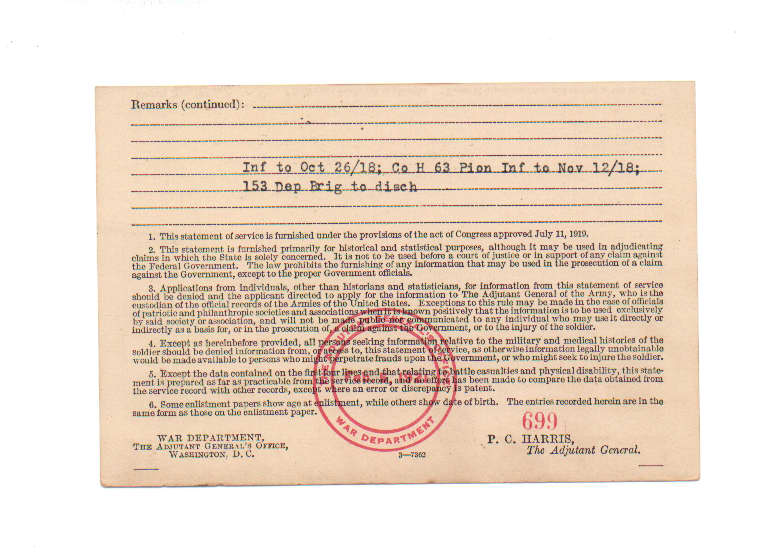 Remarks (continued):
Inf to Oct 26/18; Co H 63 Pion Inf to Nov 12/18;
153 Dep Brig to disch
1. This statement of service is furnished under the provisions of the act of Congress approved July 11, 1919.
2. This statement is furnished primarily for historical and statistical purposes, although it may be used in adjudicating
claims in which the State is solely concerned. It is not to be used before a court of justice or in support of any claim against
the Federal Government. The law prohibits the furnishing of any information that may be used in the prosecution of a claim
against the Government, except to the proper Government officials.
3. Applications from individuals, other than historians and statisticians, for information from this statement of service
should be denied and the applicant directed to apply for the information to The Adjutant General of the Army, who is the
custodian of the official records of the Armies of the United States. Exceptions to this rule may be made in the case of officials
of patriotic and philanthropic societies and associations when it is known positively that the information is to be used exclusively
by said society or association, and will not be made public nor communicated to any individual who may use it directly or
indirectly as a basis for, or in the prosecution of, a claim against the Government, or to the injury of the soldier.
4. Except as hereinbefore provided, all persons seeking information relative to the military and medical histories of the
soldier should be denied information from, or access to, this statement of service, as otherwise information legally unobtainable
would be made available to persons who might perpetrate frauds upon the Government, or who might seek to injure the soldier.
5. Except the data contained on the first four lines and that relating to battle casualties and physical disability, this state-
ment is prepared as far as practicable from the service record, and no effort has been made to compare the data obtained from
the service record with other records, except where an error or discrepancy is patent.
6. Some enlistment papers show age at enlistment, while others show date of birth. The entries recorded herein are in the
same form as those on the enlistment paper.
699
WAR DEPARTMENT
WAR DEPARTMENT,
THE ADJUTANT GENERAL'S OFFICE,
WASHINGTON, D. C.
3—7362
P. C. HARRIS,
The Adjutant General.